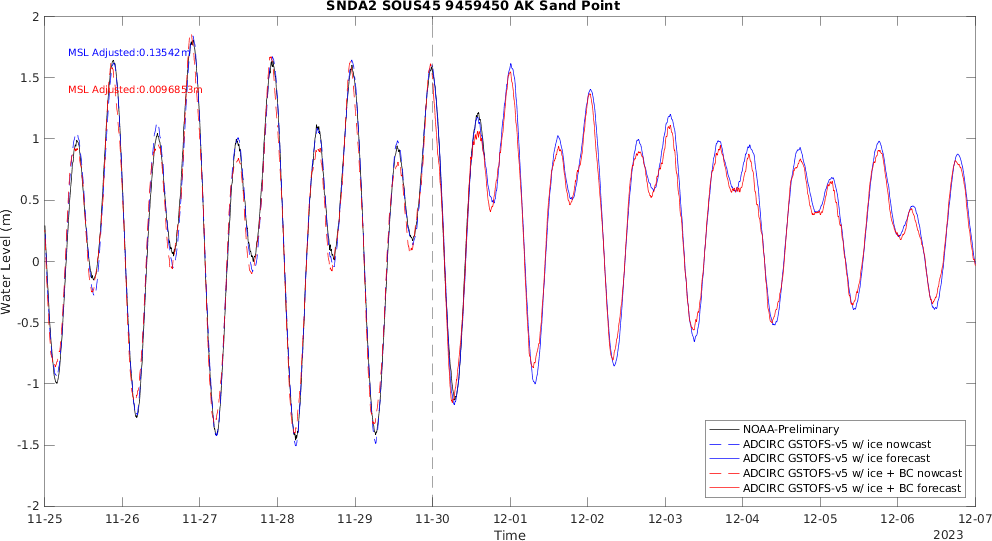 SNDA2 SOUS45 9459450 AK Sand Point
2
MSL Adjusted:0.13542m
1.5
MSL Adjusted:0.0096853m
1
0.5
0
-0.5
-1
-1.5
-2
Water Level (m)
NOAA-Preliminary
ADCIRC GSTOFS-v5 w/ ice nowcast
ADCIRC GSTOFS-v5 w/ ice forecast
ADCIRC GSTOFS-v5 w/ ice + BC nowcast
ADCIRC GSTOFS-v5 w/ ice + BC forecast
11-25 11-26 11-27 11-28 11-29 11-30 12-01 12-02 12-03 12-04 12-05 12-06 12-07
Time
2023